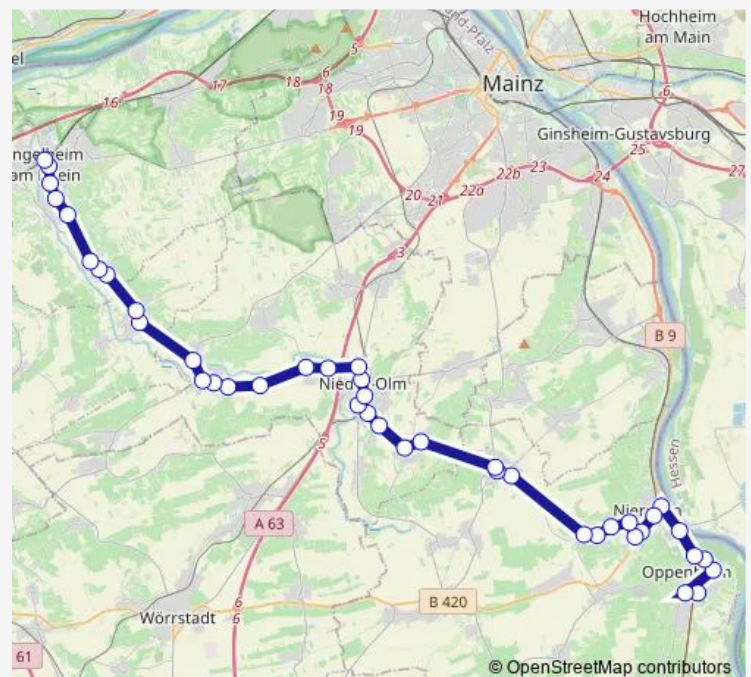 Hochheim
am Main
5
6
17
18
18
16
Mainz
6
19
19
Ginsheim-Gustavsburg
ngelheim
am Rhein
25
23
22b
24
27
20
21
22a
3
B 9
Nied
-Olm
5
Hessen
A 63
Nier
n
Oppenh
m
B 420
Wörrstadt
6
6
61
© OpenStreetMap contributors